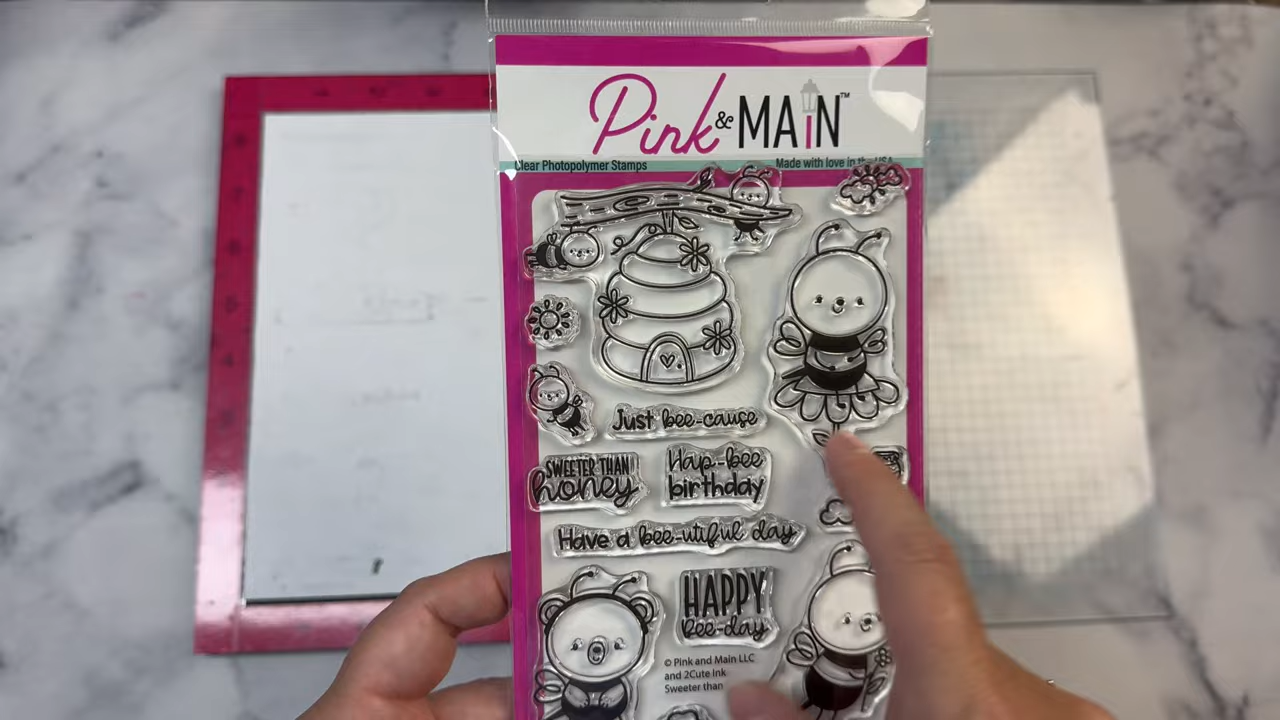 Pink & MAiN™
Clear Photopolymer Stamps
Made with love in the USA
Just bee-cause
SWEETER THAN
honey
Hap-bee
birthday
Have a bee-utiful day
HAPPY
bee-day
© Pink and Main LLC
and 2Cute Ink
Sweeter than